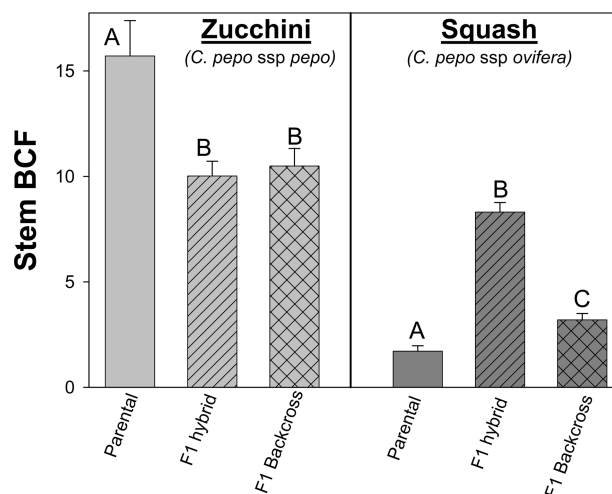 Zucchini
(C. pepo ssp pepo)
Squash
(C. pepo ssp ovifera)
Stem BCF
15
10
5
0
A
B
B
A
B
C
Parental
F1 hybrid
F1 Backcross
Parental
F1 hybrid
F1 Backcross